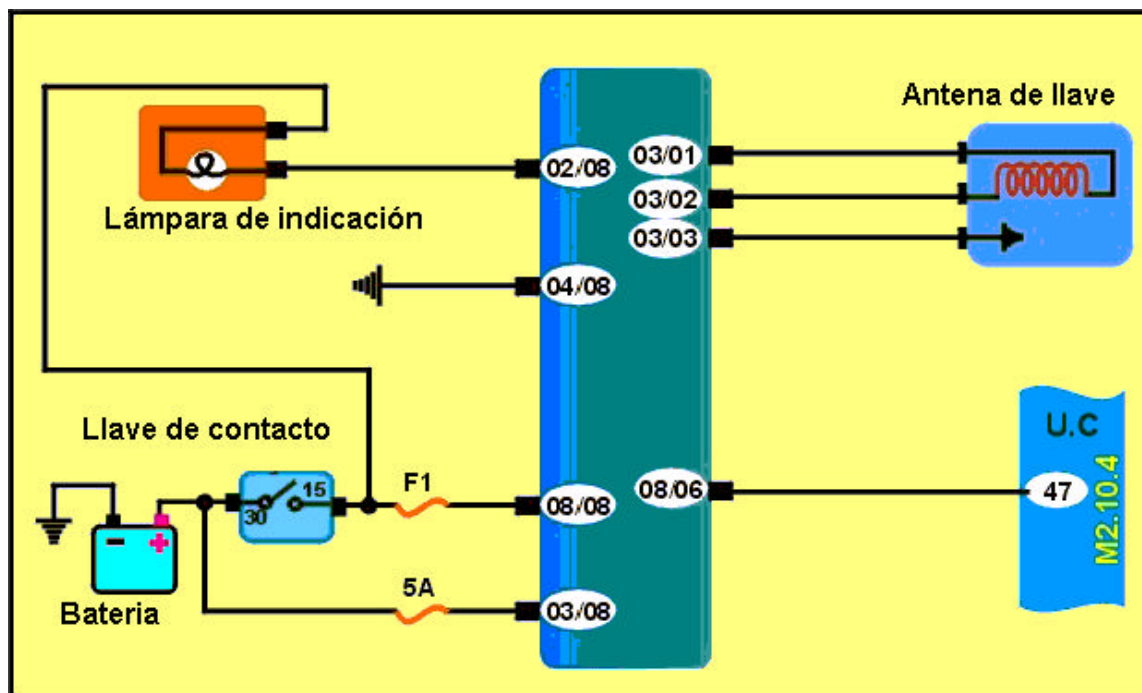 Antena de llave
03/01
02/08
03/02
Lámpara de indicación
03/03
04/08
Llave de contacto
U.C
M2.10.4
F1
15
30
08/06
47
08/08
5A
Bateria
03/08